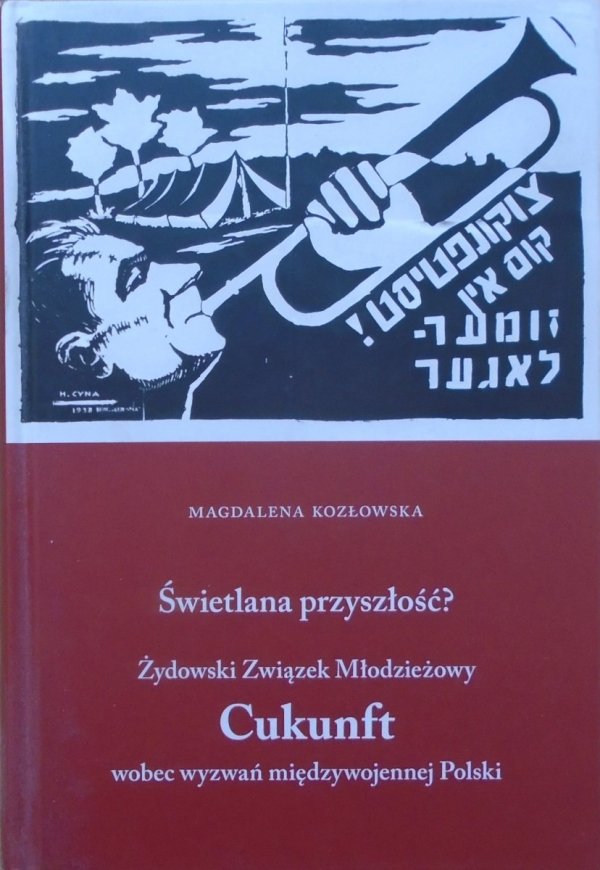 צוקונפטיסט!
קום אין
זומער-
לאגער
H. CYNA
MAGDALENA KOZŁOWSKA
Świetlana przyszłość?
Żydowski Związek Młodzieżowy
Cukunft
wobec wyzwań międzywojennej Polski